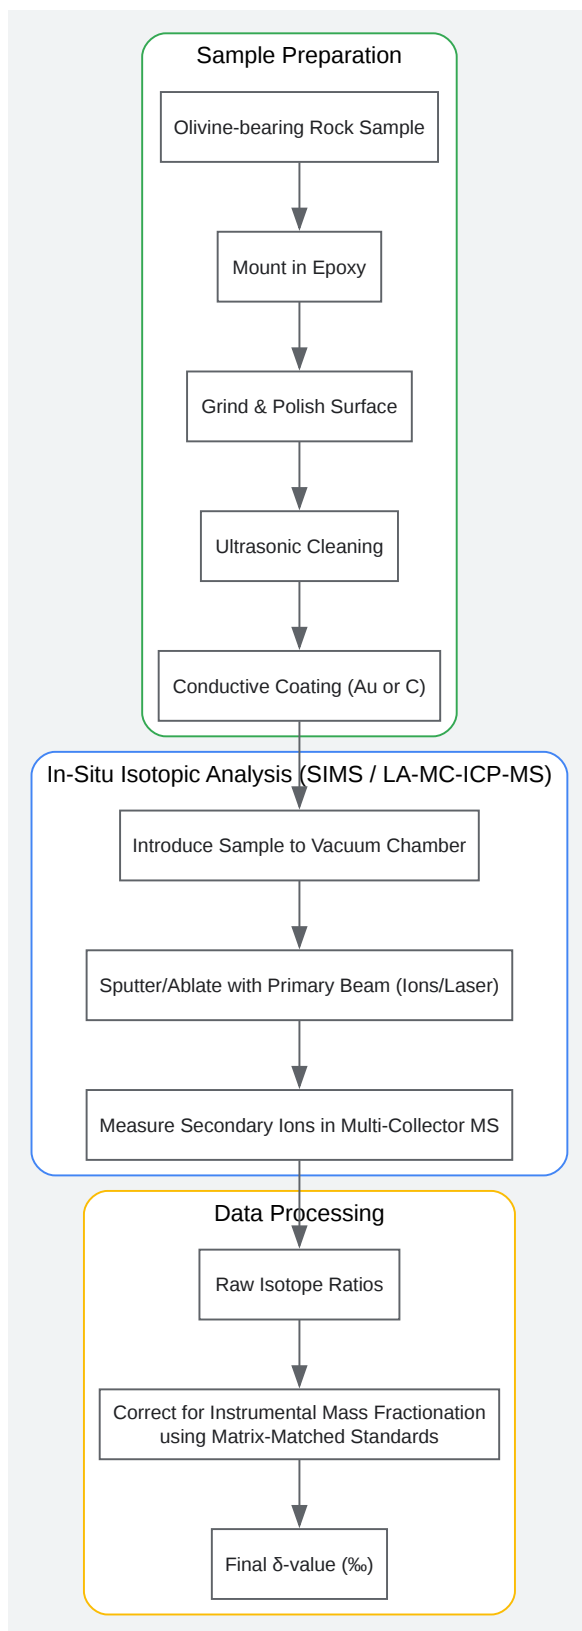 Sample Preparation
Olivine-bearing Rock Sample
Mount in Epoxy
Grind & Polish Surface
Ultrasonic Cleaning
Conductive Coating (Au or C)
In-Situ Isotopic Analysis (SIMS / LA-MC-ICP-MS)
Introduce Sample to Vacuum Chamber
Sputter/Ablate with Primary Beam (Ions/Laser)
Measure Secondary Ions in Multi-Collector MS
Data Processing
Raw Isotope Ratios
Correct for Instrumental Mass Fractionation
using Matrix-Matched Standards
Final δ-value (‰)